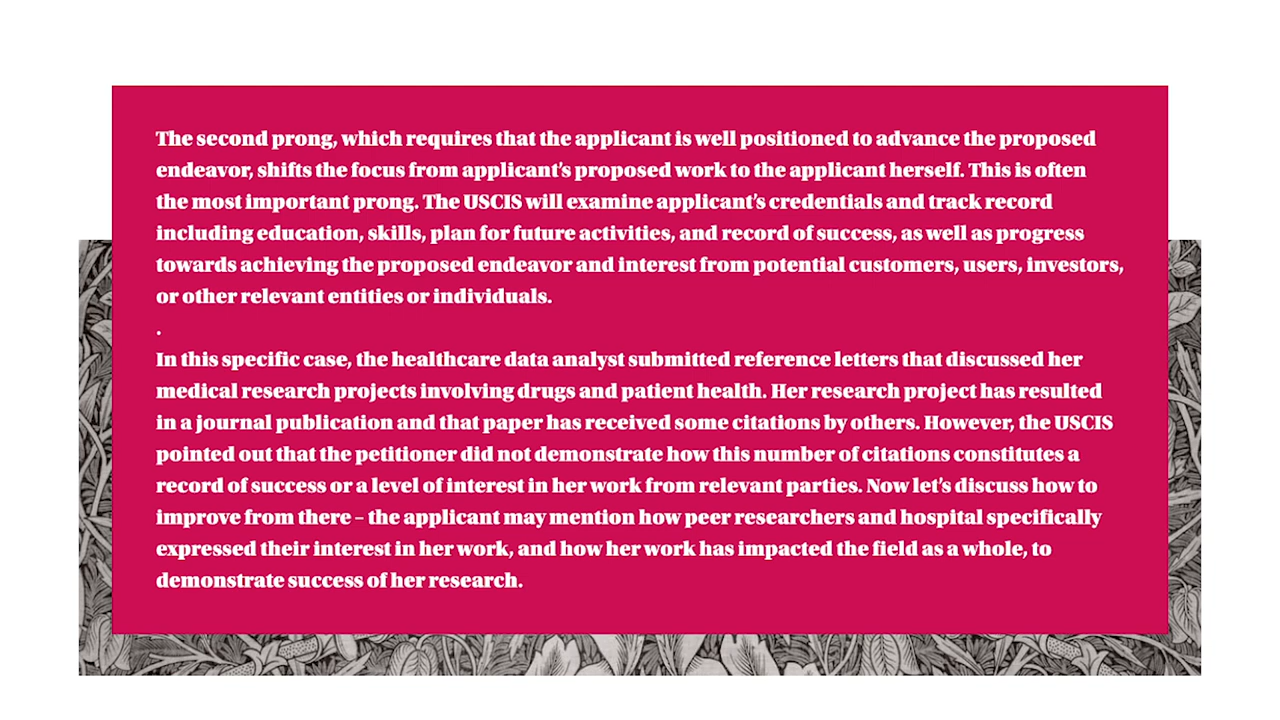 The second prong, which requires that the applicant is well positioned to advance the proposed
endeavor, shifts the focus from applicant's proposed work to the applicant herself. This is often
the most important prong. The USCIS will examine applicant's credentials and track record
including education, skills, plan for future activities, and record of success, as well as progress
towards achieving the proposed endeavor and interest from potential customers, users, investors,
or other relevant entities or individuals.
.
In this specific case, the healthcare data analyst submitted reference letters that discussed her
medical research projects involving drugs and patient health. Her research project has resulted
in a journal publication and that paper has received some citations by others. However, the USCIS
pointed out that the petitioner did not demonstrate how this number of citations constitutes a
record of success or a level of interest in her work from relevant parties. Now let's discuss how to
improve from there – the applicant may mention how peer researchers and hospital specifically
expressed their interest in her work, and how her work has impacted the field as a whole, to
demonstrate success of her research.